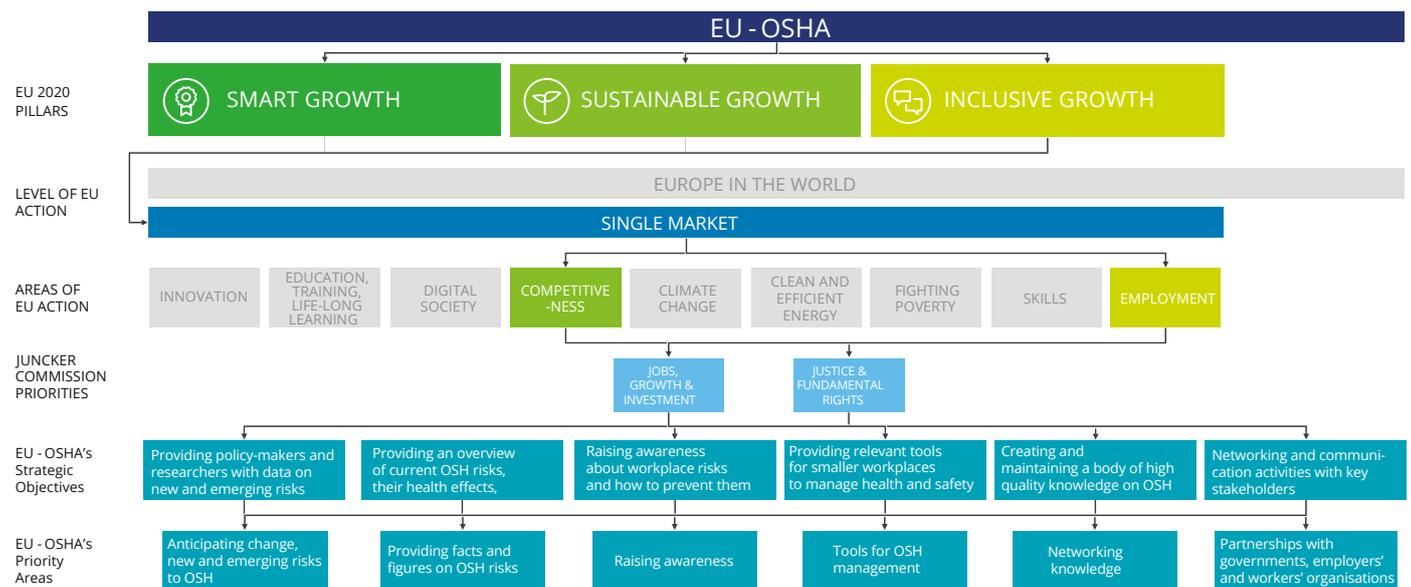 EU - OSHA
EU 2020
PILLARS
SMART GROWTH
SUSTAINABLE GROWTH
INCLUSIVE GROWTH
LEVEL OF EU
ACTION
EUROPE IN THE WORLD
SINGLE MARKET
AREAS OF
EU ACTION
INNOVATION
EDUCATION,
TRAINING,
LIFE-LONG
LEARNING
DIGITAL
SOCIETY
COMPETITIVE
-NESS
CLIMATE
CHANGE
CLEAN AND
EFFICIENT
ENERGY
FIGHTING
POVERTY
SKILLS
EMPLOYMENT
JUNCKER
COMMISSION
PRIORITIES
JOBS,
GROWTH &
INVESTMENT
JUSTICE &
FUNDAMENTAL
RIGHTS
EU - OSHA's
Strategic
Objectives
Providing policy-makers and
researchers with data on
new and emerging risks
Providing an overview
of current OSH risks,
their health effects,
Raising awareness
about workplace risks
and how to prevent them
Providing relevant tools
for smaller workplaces
to manage health and safety
Creating and
maintaining a body of high
quality knowledge on OSH
Networking and communi-
cation activities with key
stakeholders
EU - OSHA's
Priority
Areas
Anticipating change,
new and emerging risks
to OSH
Providing facts and
figures on OSH risks
Raising awareness
Tools for OSH
management
Networking
knowledge
Partnerships with
governments, employers'
and workers' organisations